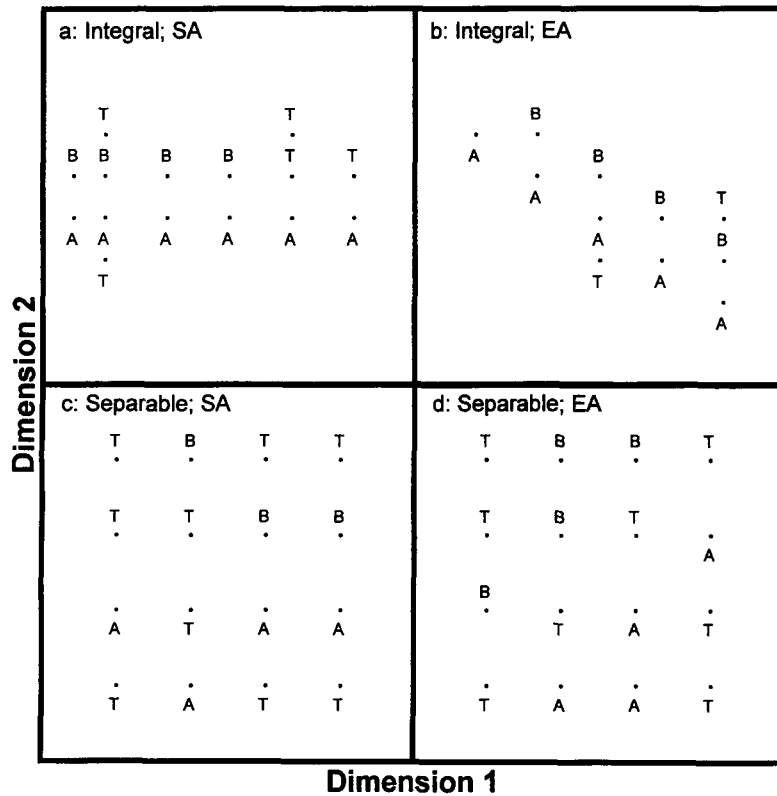 a: Integral; SA
T T
B B B B T T
A A A A A A
T
b: Integral; EA
B
A B
A B T
A B
T A
A
c: Separable; SA
T B T T
T T B B
A T A A
T A T T
d: Separable; EA
T B B T
T B T
A
B
T A T
T A A T
Dimension 2
Dimension 1